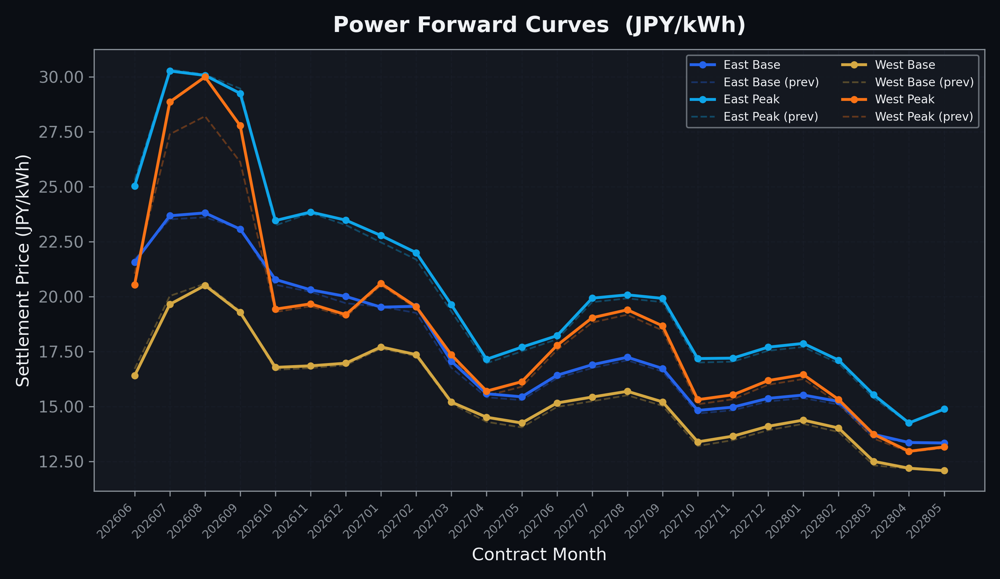 Power Forward Curves  (JPY/kWh)
Settlement Price (JPY/kWh)
30.00
27.50
25.00
22.50
20.00
17.50
15.00
12.50
East Base
East Base (prev)
East Peak
East Peak (prev)
West Base
West Base (prev)
West Peak
West Peak (prev)
202606
202607
202608
202609
202610
202611
202612
202701
202702
202703
202704
202705
202706
202707
202708
202709
202710
202711
202712
202801
202802
202803
202804
202805
Contract Month